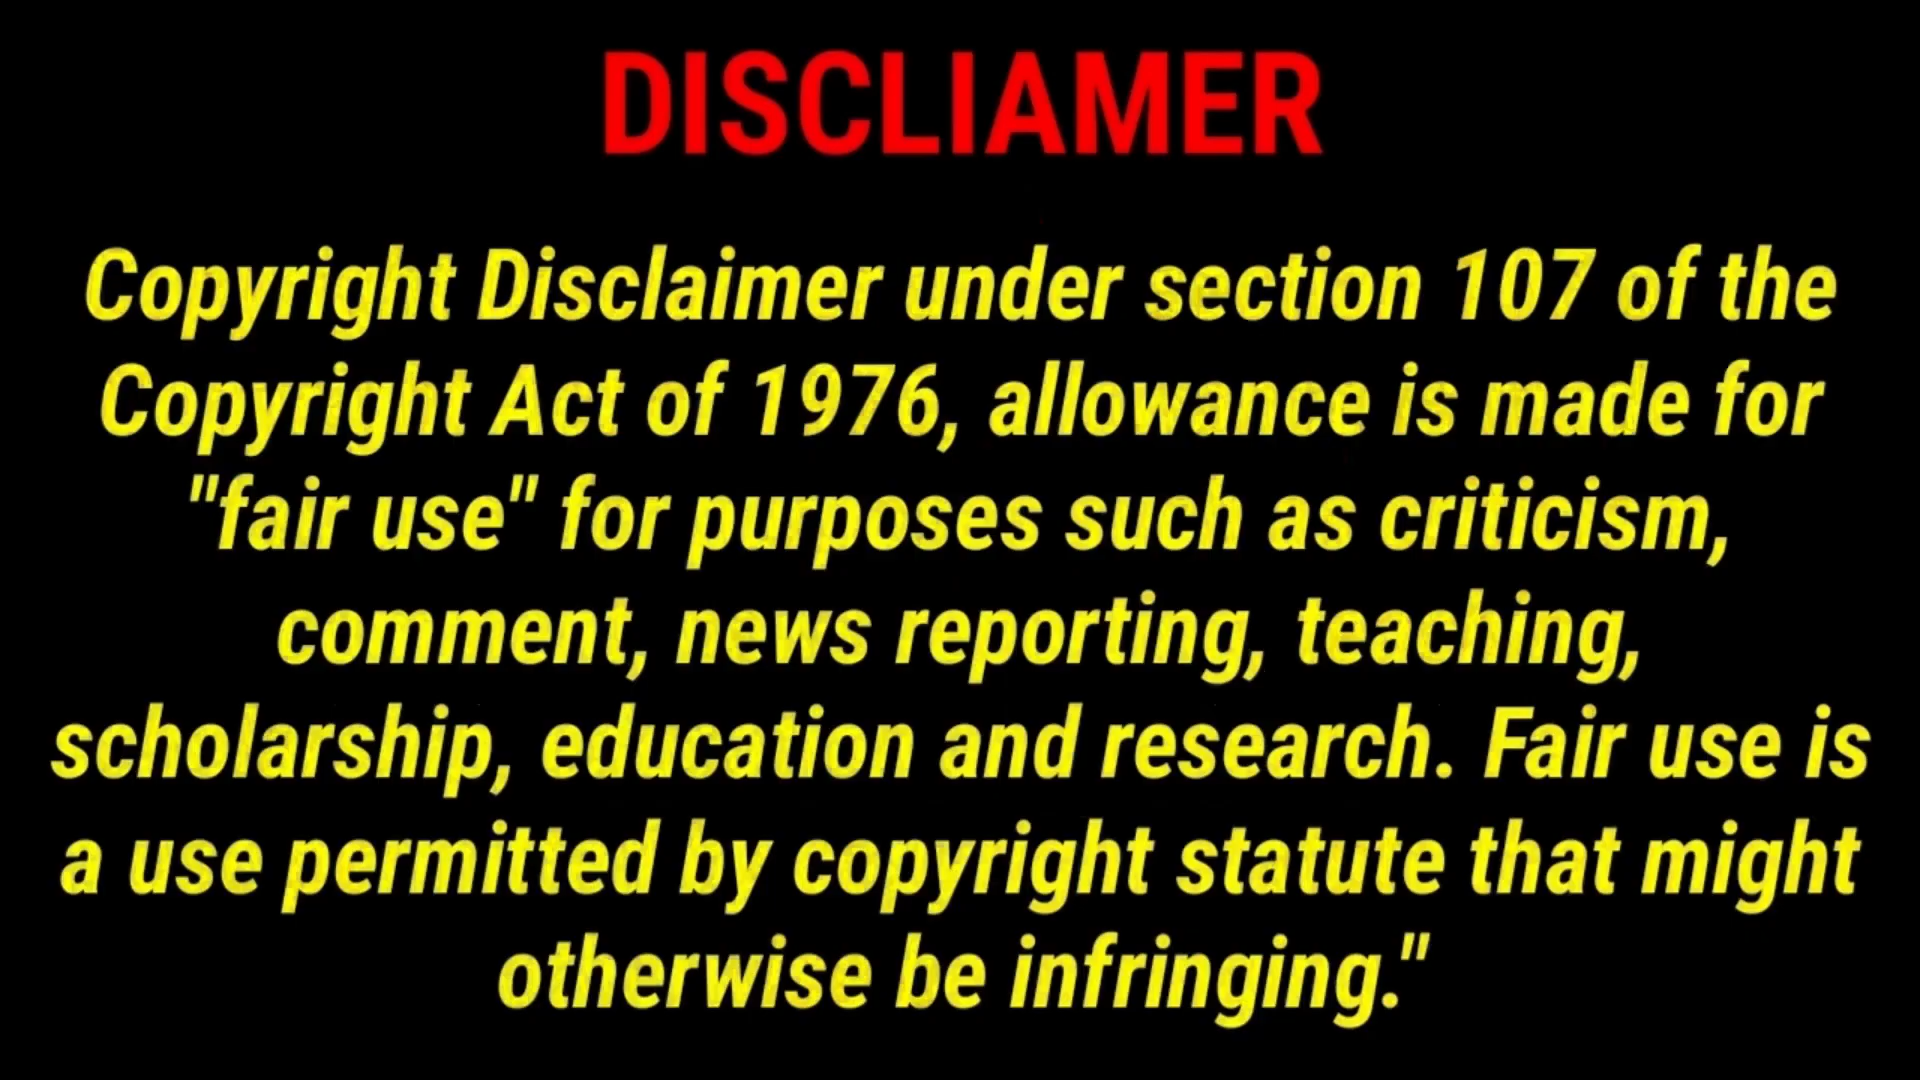 DISCLIAMER
Copyright Disclaimer under section 107 of the
Copyright Act of 1976, allowance is made for
"fair use" for purposes such as criticism,
comment, news reporting, teaching,
scholarship, education and research. Fair use is
a use permitted by copyright statute that might
otherwise be infringing."